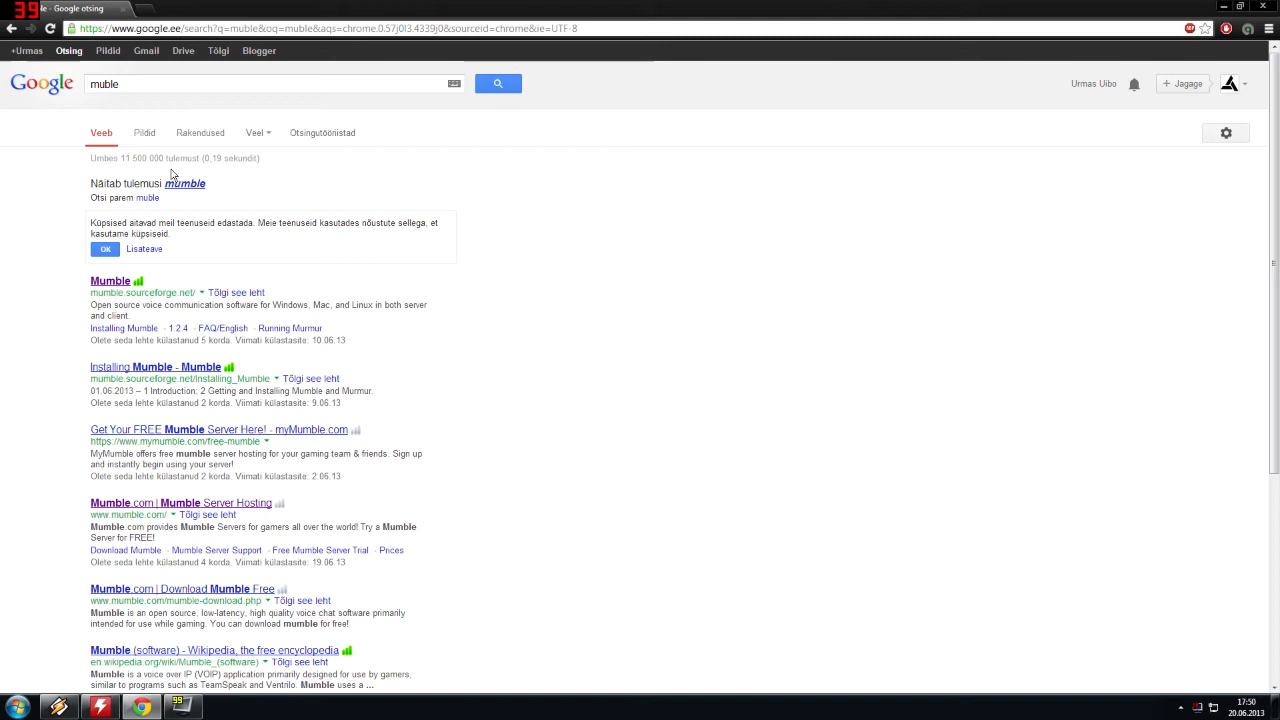 39
le - Google otsing
https://www.google.ee/search?q=muble&oq=muble&aqs=chrome.0.57j0l3.4339j0&sourceid=chrome&ie=UTF-8
+Urmas Otsing Pildid Gmail Drive Tõlgi Blogger
Google
muble
Urmas Uibo
+ Jagage
Veeb Pildid Rakendused Veel Otsingutööriistad
Umbes 11 500 000 tulemust (0,19 sekundit)
Näitab tulemusi mumble
Otsi parem muble
Küpsised aitavad meil teenuseid edastada. Meie teenuseid kasutades nõustute sellega, et
kasutame küpsiseid.
OK Lisateave
Mumble
mumble.sourceforge.net/ Tõlgi see leht
Open source voice communication software for Windows, Mac, and Linux in both server
and client.
Installing Mumble - 1.2.4 - FAQ/English - Running Murmur
Olete seda lehte külastanud 5 korda. Viimati külastasite: 10.06.13
Installing Mumble - Mumble
mumble.sourceforge.net/Installing_Mumble Tõlgi see leht
01.06.2013 – 1 Introduction; 2 Getting and Installing Mumble and Murmur.
Olete seda lehte külastanud 2 korda. Viimati külastasite: 9.06.13
Get Your FREE Mumble Server Here! - myMumble.com
https://www.mymumble.com/free-mumble
MyMumble offers free mumble server hosting for your gaming team & friends. Sign up
and instantly begin using your server!
Olete seda lehte külastanud 2 korda. Viimati külastasite: 2.06.13
Mumble.com | Mumble Server Hosting
www.mumble.com/ Tõlgi see leht
Mumble.com provides Mumble Servers for gamers all over the world! Try a Mumble
Server for FREE!
Download Mumble - Mumble Server Support - Free Mumble Server Trial - Prices
Olete seda lehte külastanud 4 korda. Viimati külastasite: 19.06.13
Mumble.com | Download Mumble Free
www.mumble.com/mumble-download.php Tõlgi see leht
Mumble is an open source, low-latency, high quality voice chat software primarily
intended for use while gaming. You can download mumble for free!
Mumble (software) - Wikipedia, the free encyclopedia
en.wikipedia.org/wiki/Mumble_(software) Tõlgi see leht
Mumble is a voice over IP (VOIP) application primarily designed for use by gamers,
similar to programs such as TeamSpeak and Ventrilo. Mumble uses a ...
99
17:50
20.06.2013